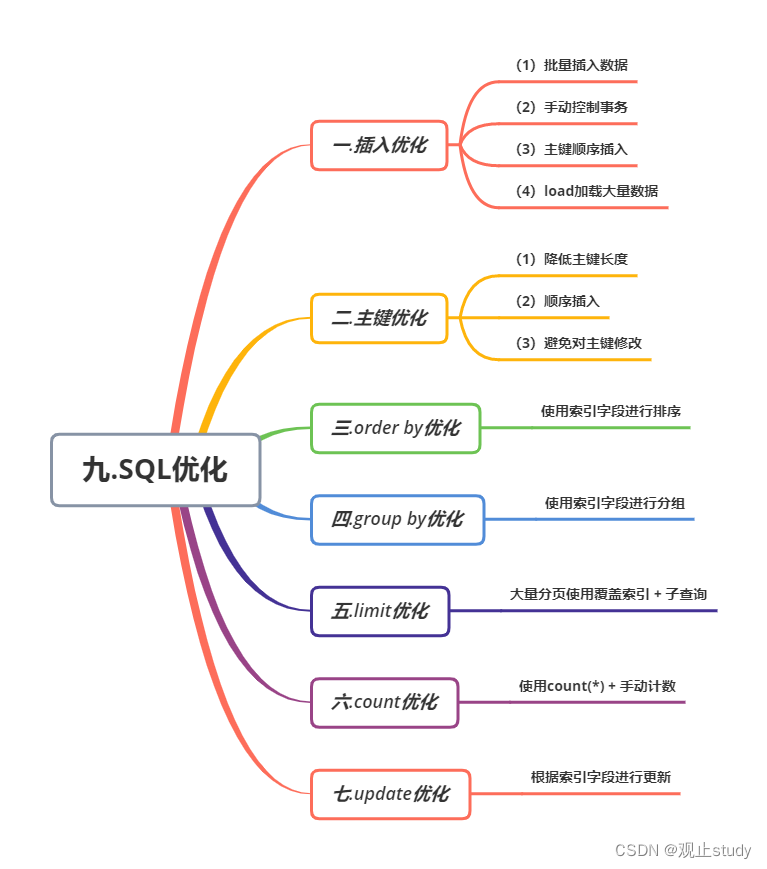 九.SQL优化
一.插入优化
（1）批量插入数据
（2）手动控制事务
（3）主键顺序插入
（4）load加载大量数据
二.主键优化
（1）降低主键长度
（2）顺序插入
（3）避免对主键修改
三.order by优化
使用索引字段进行排序
四.group by优化
使用索引字段进行分组
五.limit优化
大量分页使用覆盖索引 + 子查询
六.count优化
使用count(*) + 手动计数
七.update优化
根据索引字段进行更新
CSDN @观止study